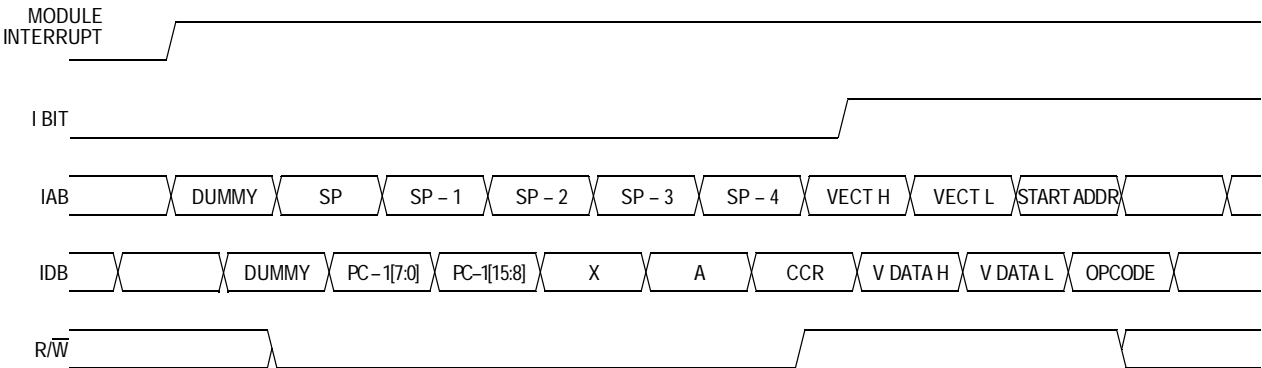 MODULE
INTERRUPT
I BIT
IAB DUMMY SP SP – 1 SP – 2 SP – 3 SP – 4 VECT H VECT L START ADDR
IDB DUMMY PC – 1[7:0] PC–1[15:8] X A CCR V DATA H V DATA L OPCODE
R/W̅